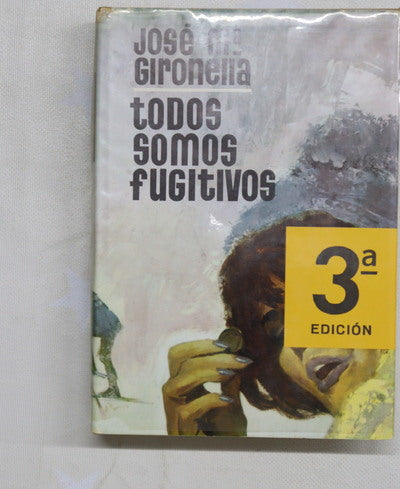 José Mª
Gironella
todos
somos
fugitivos
3ª
EDICIÓN